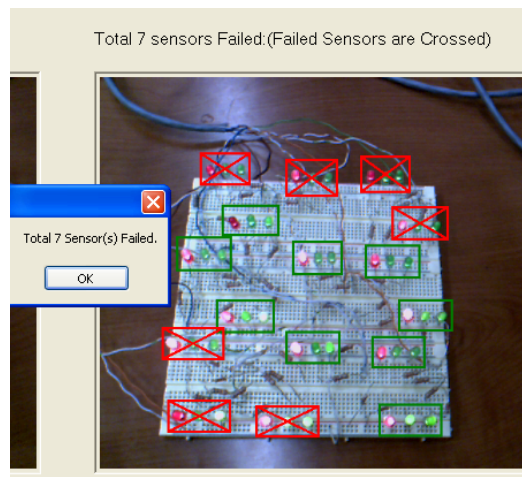 Total 7 sensors Failed:(Failed Sensors are Crossed)
Total 7 Sensor(s) Failed.
OK